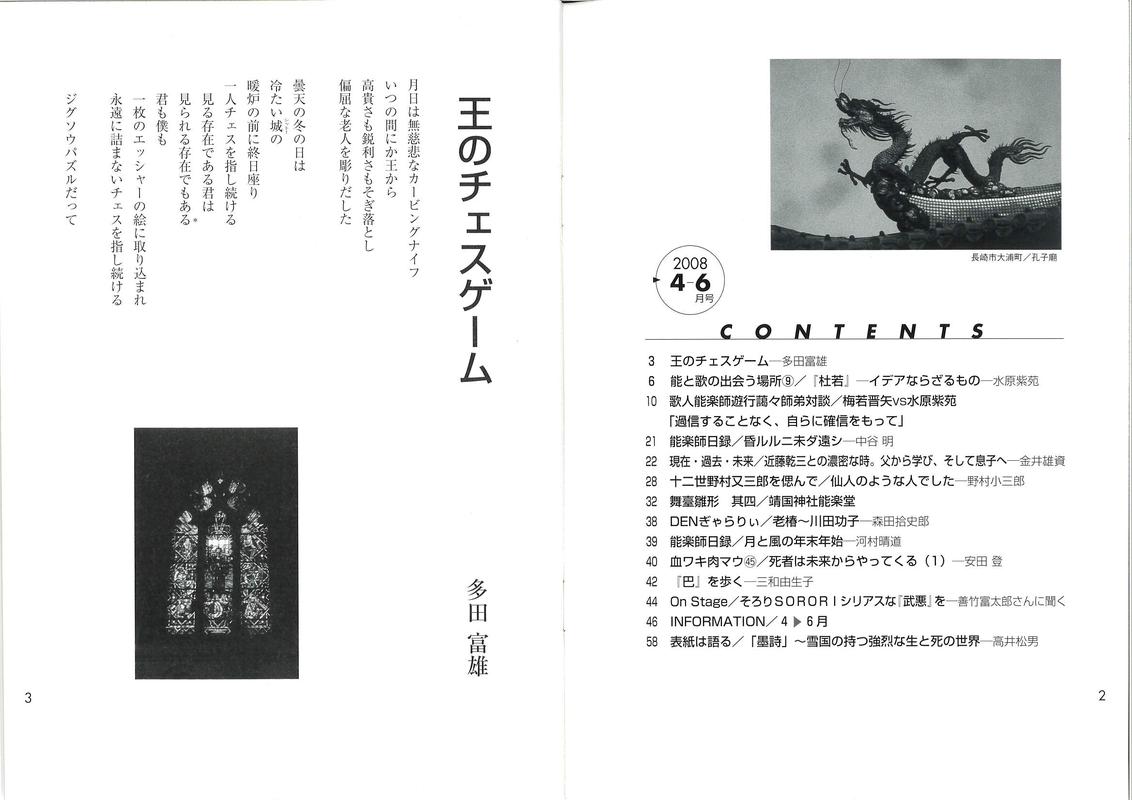 長崎市大浦町／孔子廟
2008
4-6
月号
CONTENTS
3 王のチェスゲーム─多田富雄
6 能と歌の出会う場所⑨／『杜若』─イデアならざるもの─水原紫苑
10 歌人能楽師遊行藹々師弟対談／梅若晋矢vs水原紫苑
「過信することなく、自らに確信をもって」
21 能楽師日録／昏ルルニ未ダ遠シ─中谷 明
22 現在・過去・未来／近藤乾三との濃密な時。父から学び、そして息子へ─金井雄資
28 十二世野村又三郎を偲んで／仙人のような人でした─野村小三郎
32 舞臺雛形 其四／靖国神社能楽堂
38 DENぎゃらりぃ／老椿～川田功子─森田拾史郎
39 能楽師日録／月と風の年末年始─河村晴道
40 血ワキ肉マウ㊺／死者は未来からやってくる（1）─安田 登
42 『巴』を歩く─三和由生子
44 On Stage／そろりSORORIシリアスな『武悪』を─善竹富太郎さんに聞く
46 INFORMATION／ 4 ▶ 6 月
58 表紙は語る／「墨詩」～雪国の持つ強烈な生と死の世界─高井松男
2
王のチェスゲーム
多田 富雄
月日は無慈悲なカービングナイフ
いつの間にか王から
高貴さも鋭利さもそぎ落とし
偏屈な老人を彫りだした
曇天の冬の日は
冷たい城の
暖炉の前に終日座り
一人チェスを指し続ける
見る存在である君は
見られる存在でもある*
君も僕も
一枚のエッシャーの絵に取り込まれ
永遠に詰まないチェスを指し続ける
ジグソウパズルだって
3